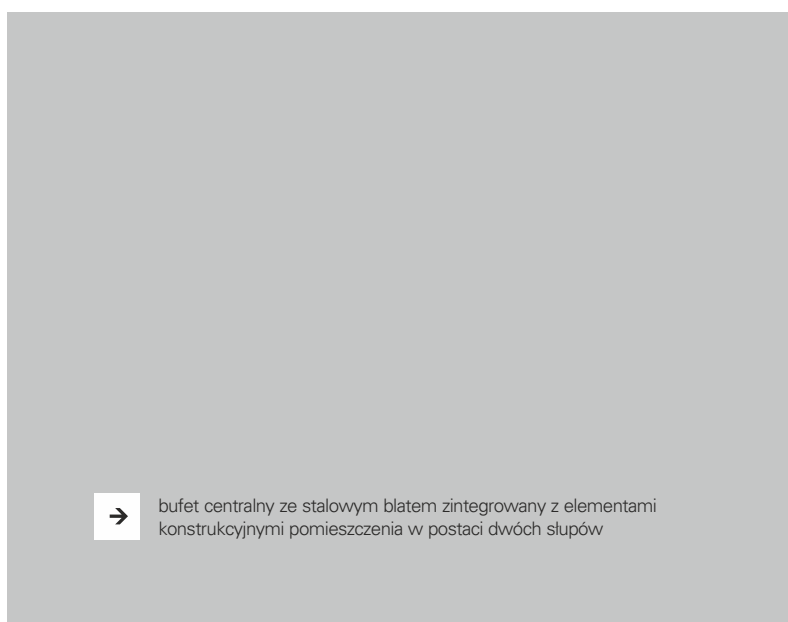 bufet centralny ze stalowym blatem zintegrowany z elementami
konstrukcyjnymi pomieszczenia w postaci dwóch słupów